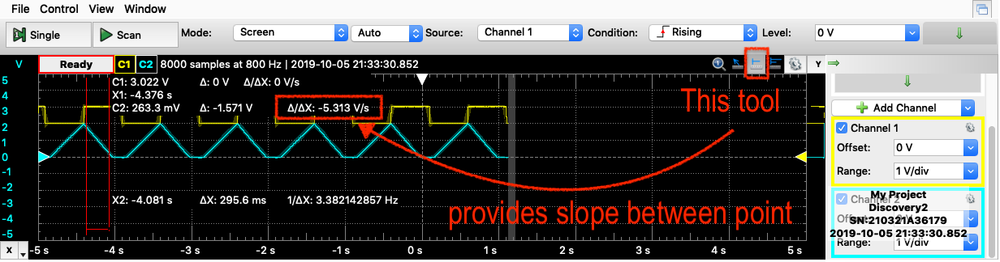 File Control View Window
Single Scan Mode: Screen Auto Source: Channel 1 Condition: Rising Level: 0 V
V Ready C1 C2 8000 samples at 800 Hz | 2019-10-05 21:33:30.852 Y
C1: 3.022 V Δ: 0 V Δ/ΔX: 0 V/s
X1: -4.376 s
C2: 263.3 mV Δ: -1.571 V Δ/ΔX: -5.313 V/s
This tool
5
4
3
2
1
0
-1
-2
-3
-4
-5
X2: -4.081 s ΔX: 295.6 ms 1/ΔX: 3.382142857 Hz
provides slope between point
X -5 s -4 s -3 s -2 s -1 s 0 s 1 s 2 s 3 s 4 s 5 s
Add Channel
Channel 1
Offset: 0 V
Range: 1 V/div
Channel 2
My Project
Discovery2
SN:210321A36179
2019-10-05 21:33:30.852
Range: 1 V/div